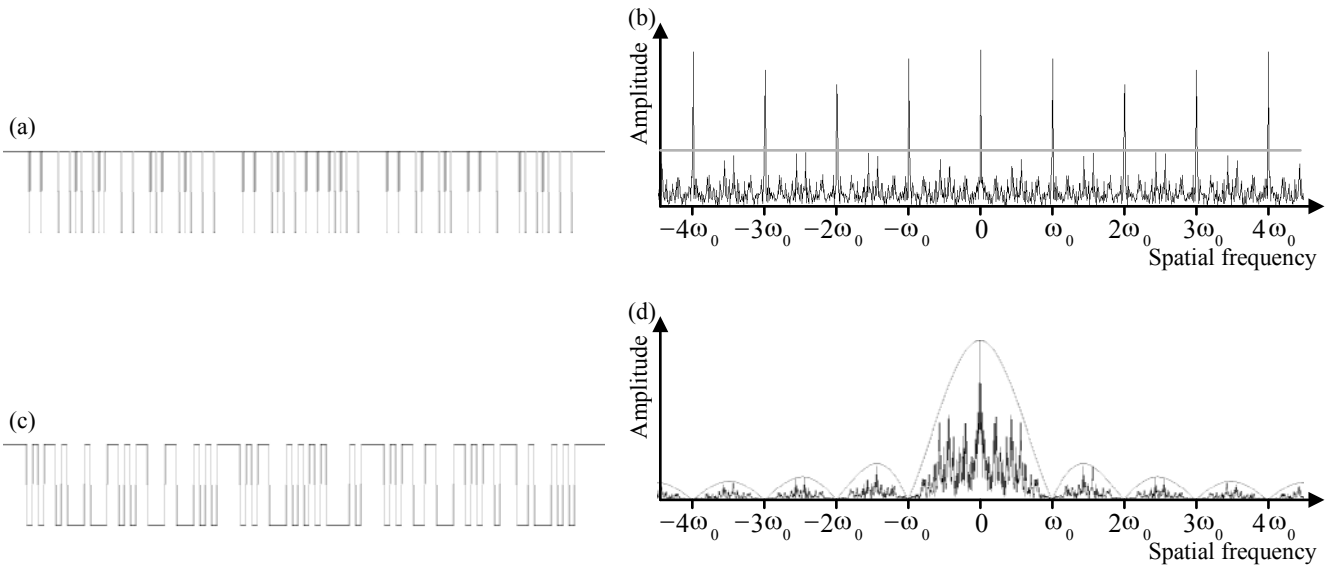 (a)
(b)
Amplitude
−4ω₀ −3ω₀ −2ω₀ −ω₀ 0 ω₀ 2ω₀ 3ω₀ 4ω₀
Spatial frequency
(c)
(d)
Amplitude
−4ω₀ −3ω₀ −2ω₀ −ω₀ 0 ω₀ 2ω₀ 3ω₀ 4ω₀
Spatial frequency